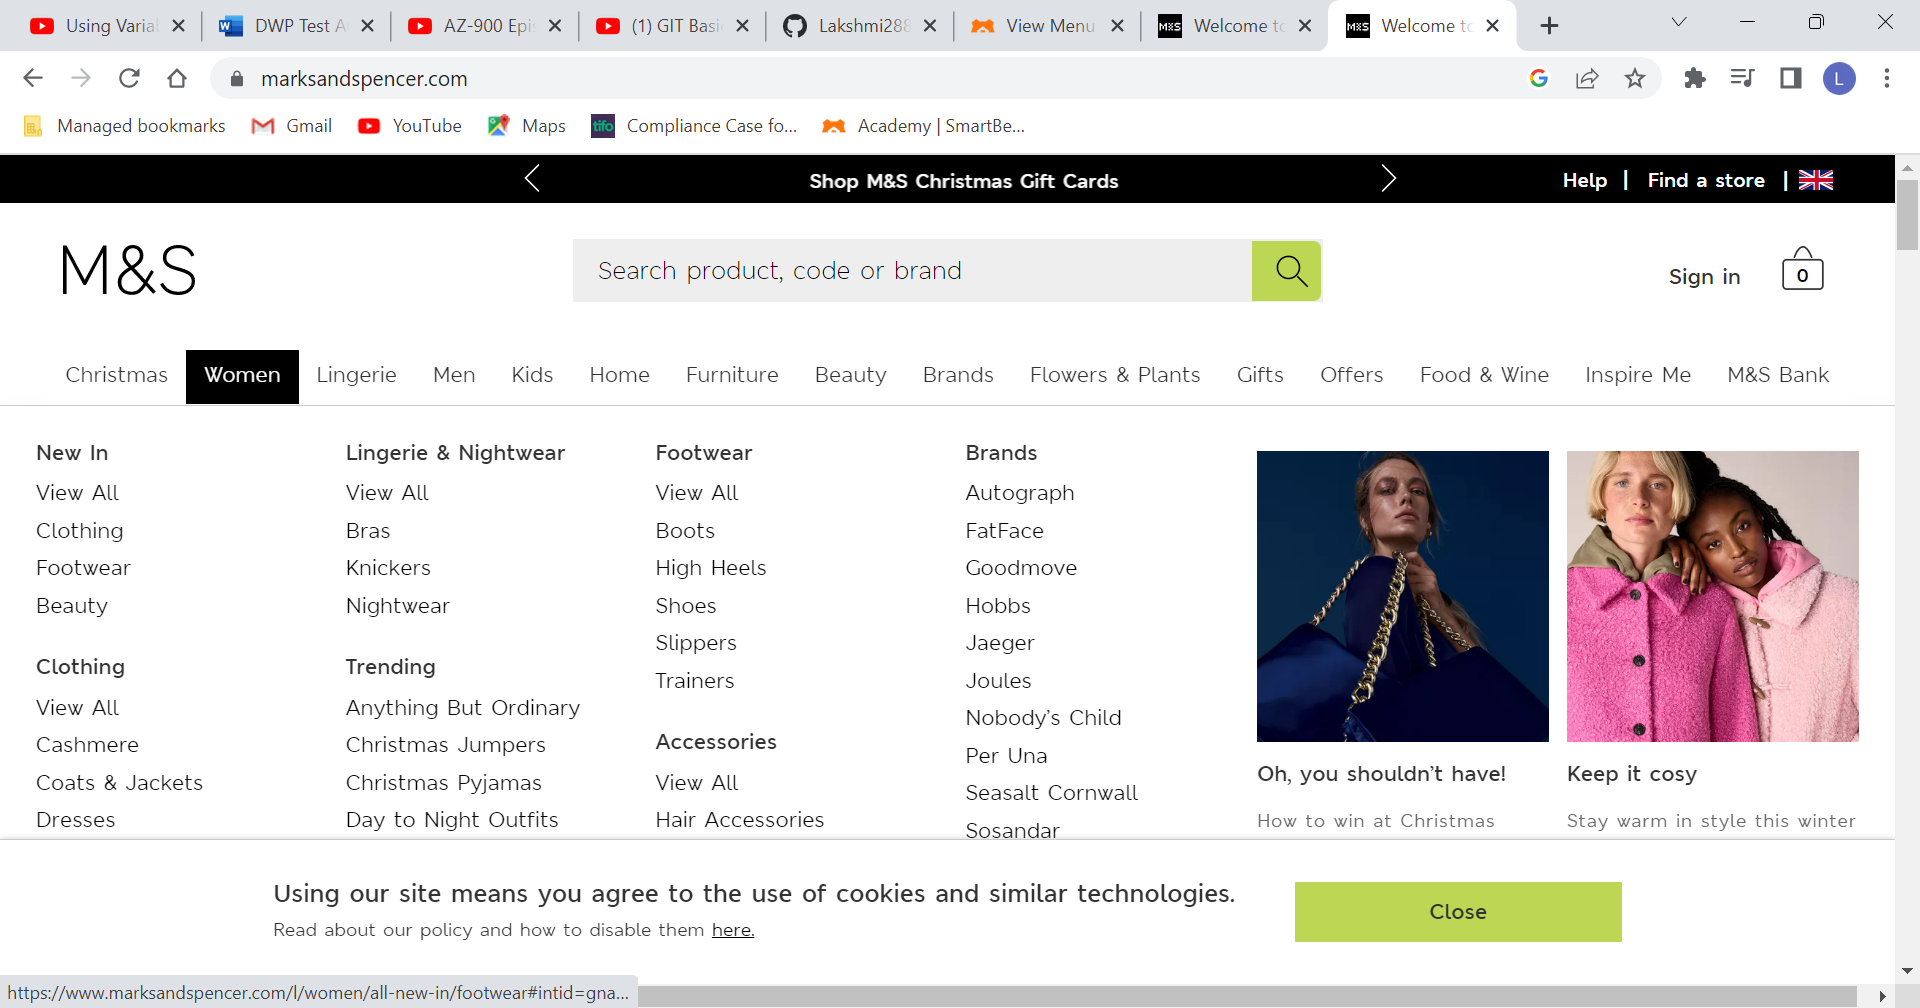 Using Varia
DWP Test A
AZ-900 Epi
(1) GIT Basi
Lakshmi288
View Menu
Welcome to
Welcome to
marksandspencer.com
L
Managed bookmarks
Gmail
YouTube
Maps
tifo
Compliance Case fo...
Academy | SmartBe...
Shop M&S Christmas Gift Cards
Help | Find a store |
M&S
Search product, code or brand
Sign in
0
Christmas Women Lingerie Men Kids Home Furniture Beauty Brands Flowers & Plants Gifts Offers Food & Wine Inspire Me M&S Bank
New In
View All
Clothing
Footwear
Beauty
Clothing
View All
Cashmere
Coats & Jackets
Dresses
Lingerie & Nightwear
View All
Bras
Knickers
Nightwear
Trending
Anything But Ordinary
Christmas Jumpers
Christmas Pyjamas
Day to Night Outfits
Footwear
View All
Boots
High Heels
Shoes
Slippers
Trainers
Accessories
View All
Hair Accessories
Brands
Autograph
FatFace
Goodmove
Hobbs
Jaeger
Joules
Nobody's Child
Per Una
Seasalt Cornwall
Sosandar
Oh, you shouldn't have!
How to win at Christmas
Keep it cosy
Stay warm in style this winter
Using our site means you agree to the use of cookies and similar technologies.
Read about our policy and how to disable them here.
Close
https://www.marksandspencer.com/l/women/all-new-in/footwear#intid=gna...